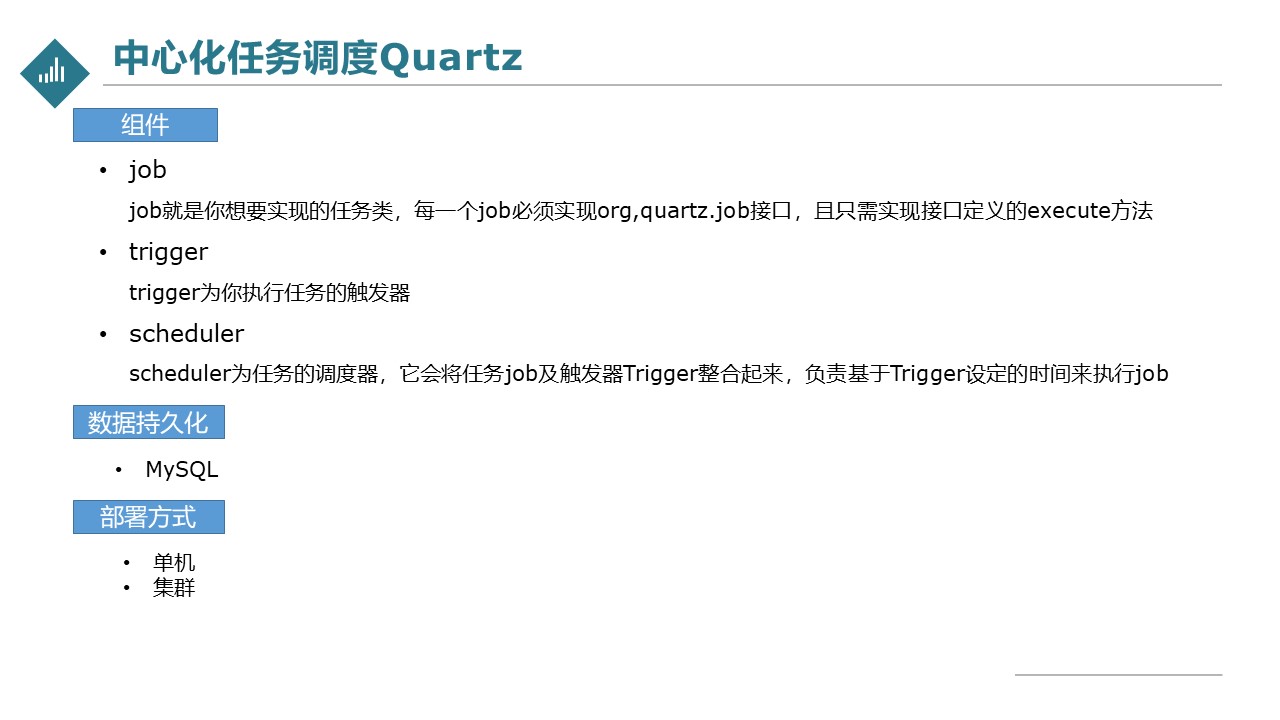 中心化任务调度Quartz
组件
• job
job就是你想要实现的任务类，每一个job必须实现org,quartz.job接口，且只需实现接口定义的execute方法
• trigger
trigger为你执行任务的触发器
• scheduler
scheduler为任务的调度器，它会将任务job及触发器Trigger整合起来，负责基于Trigger设定的时间来执行job
数据持久化
• MySQL
部署方式
• 单机
• 集群